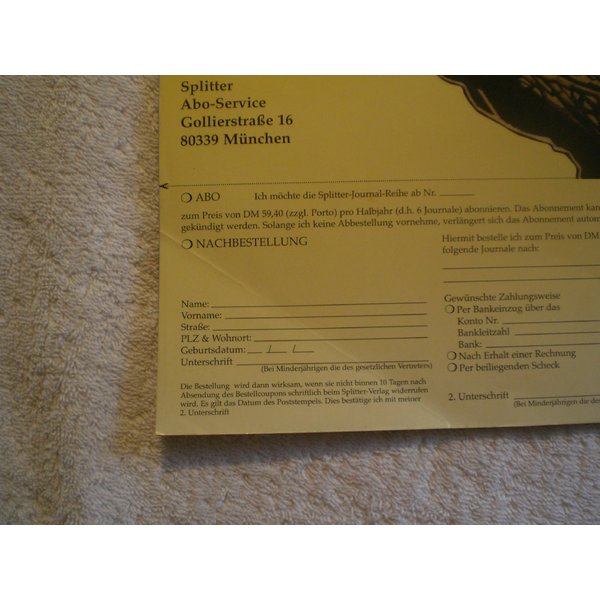 Splitter
Abo-Service
Gollierstraße 16
80339 München
ABO Ich möchte die Splitter-Journal-Reihe ab Nr.
zum Preis von DM 59,40 (zzgl. Porto) pro Halbjahr (d.h. 6 Journale) abonnieren. Das Abonnement kan
gekündigt werden. Solange ich keine Abbestellung vornehme, verlängert sich das Abonnement autom
NACHBESTELLUNG
Hiermit bestelle ich zum Preis von DM
folgende Journale nach:
Name:
Vorname:
Straße:
PLZ & Wohnort:
Geburtsdatum: __/__/__
Unterschrift
(Bei Minderjährigen die des gesetzlichen Vertreters)
Die Bestellung wird dann wirksam, wenn sie nicht binnen 10 Tagen nach
Absendung des Bestellcoupons schriftlich beim Splitter-Verlag widerrufen
wird. Es gilt das Datum des Poststempels. Dies bestätige ich mit meiner
2. Unterschrift
Gewünschte Zahlungsweise
Per Bankeinzug über das
Konto Nr.
Bankleitzahl
Bank:
Nach Erhalt einer Rechnung
Per beiliegenden Scheck
2. Unterschrift
(Bei Minderjährigen die des